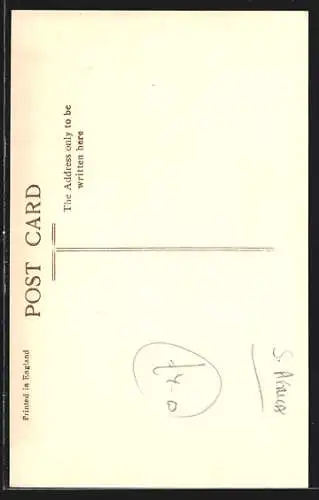 Printed in England
POST CARD
The Address only to be
written here
S. Africa